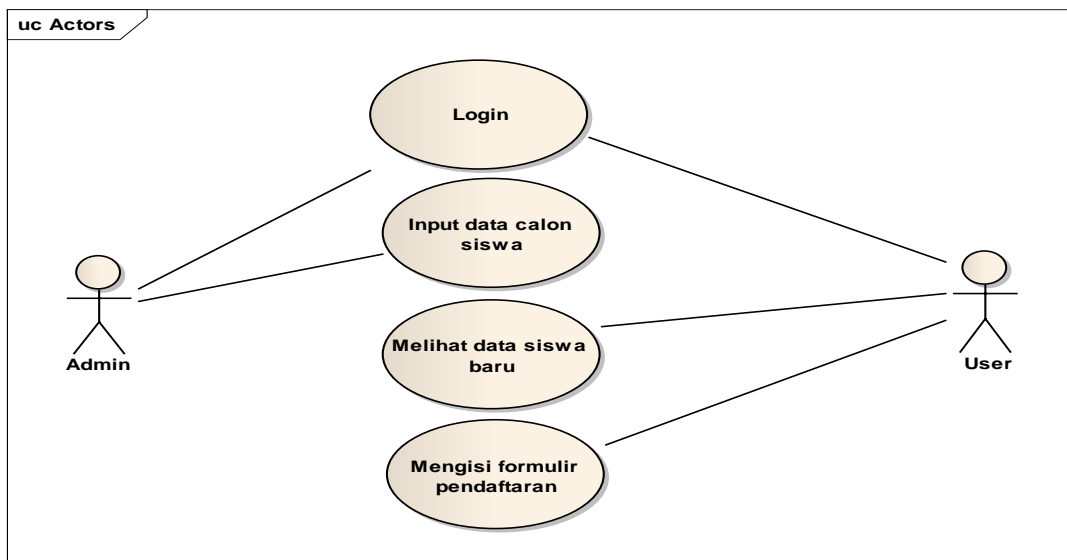 uc Actors
Login
Input data calon
siswa
Admin
User
Melihat data siswa
baru
Mengisi formulir
pendaftaran